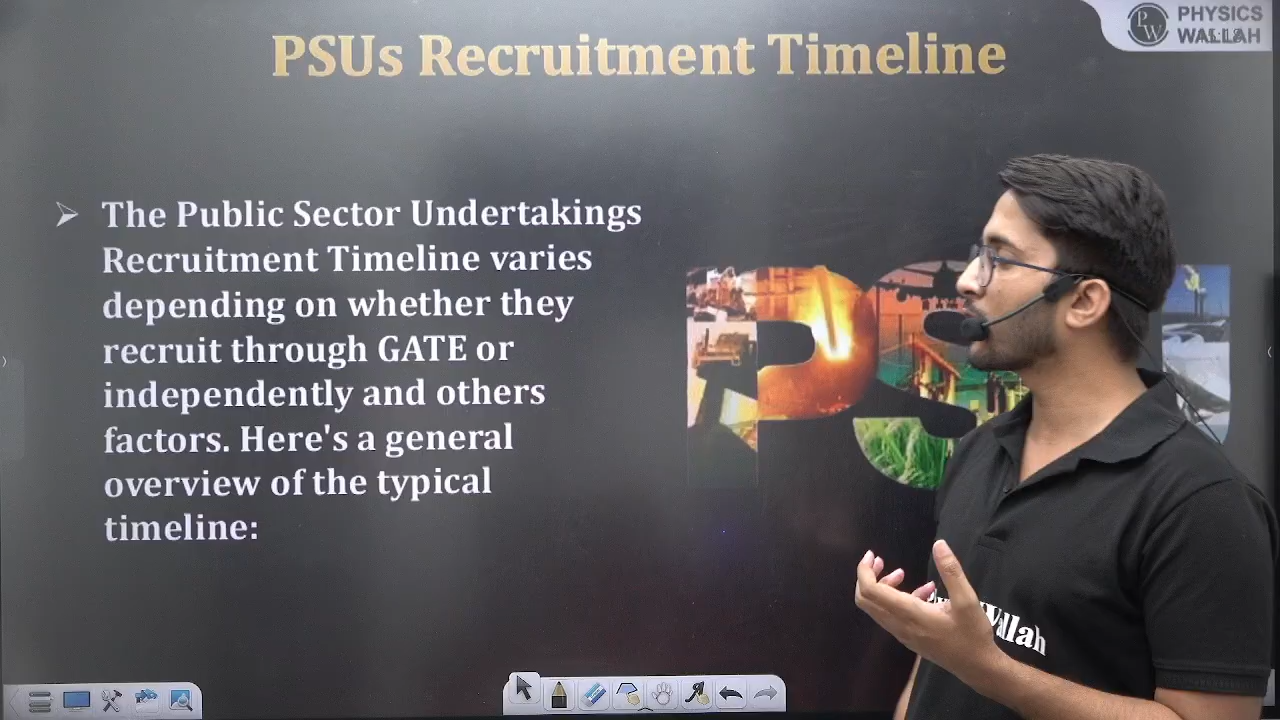 PSUs Recruitment Timeline
PHYSICS
WALLAH
The Public Sector Undertakings
Recruitment Timeline varies
depending on whether they
recruit through GATE or
independently and others
factors. Here's a general
overview of the typical
timeline:
PSU
Wallah